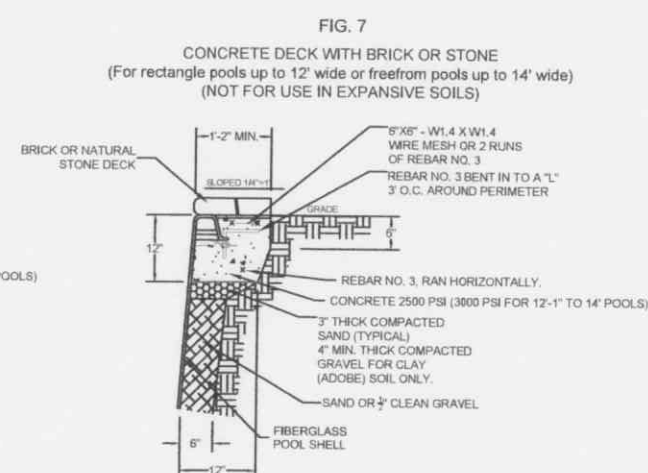 FIG. 7
CONCRETE DECK WITH BRICK OR STONE
(For rectangle pools up to 12' wide or freefrom pools up to 14' wide)
(NOT FOR USE IN EXPANSIVE SOILS)
1'-2" MIN.
6"X6" - W1.4 X W1.4
WIRE MESH OR 2 RUNS
OF REBAR NO. 3
BRICK OR NATURAL
STONE DECK
SLOPED 1/4"=1'
REBAR NO. 3 BENT IN TO A "L"
3' O.C. AROUND PERIMETER
GRADE
12"
6"
POOLS)
REBAR NO. 3, RAN HORIZONTALLY.
CONCRETE 2500 PSI (3000 PSI FOR 12'-1" TO 14' POOLS)
3" THICK COMPACTED
SAND (TYPICAL)
4" MIN. THICK COMPACTED
GRAVEL FOR CLAY
(ADOBE) SOIL ONLY.
SAND OR ½" CLEAN GRAVEL
FIBERGLASS
POOL SHELL
6"
12"